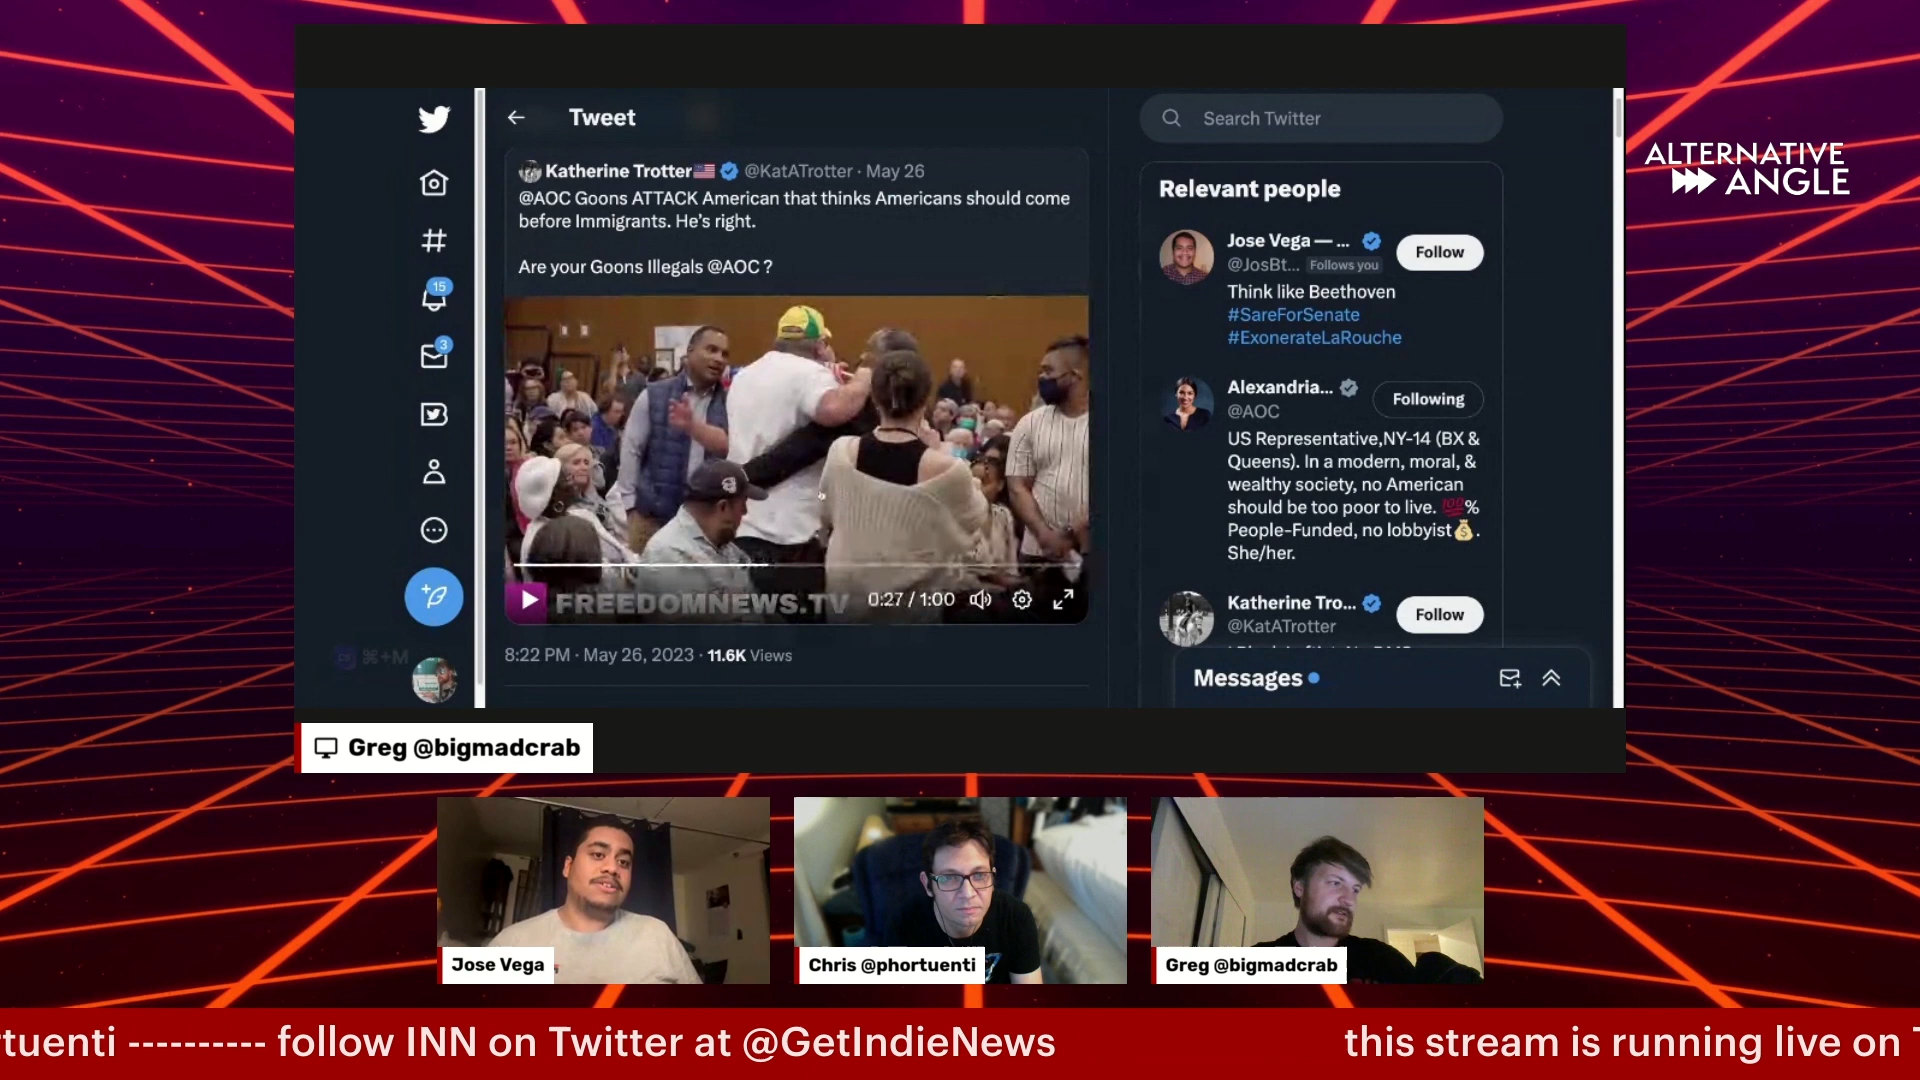 Tweet
Search Twitter
Katherine Trotter🇺🇸 @KatATrotter · May 26
@AOC Goons ATTACK American that thinks Americans should come
before Immigrants. He's right.
Are your Goons Illegals @AOC ?
FREEDOMNEWS.TV
0:27 / 1:00
8:22 PM · May 26, 2023 · 11.6K Views
15
3
⌘+M
Relevant people
Jose Vega — ...
@JosBt... Follows you
Follow
Think like Beethoven
#SareForSenate
#ExonerateLaRouche
Alexandria...
@AOC
Following
US Representative,NY-14 (BX &
Queens). In a modern, moral, &
wealthy society, no American
should be too poor to live. 💯%
People-Funded, no lobbyist💰.
She/her.
Katherine Tro...
@KatATrotter
Follow
Messages
ALTERNATIVE
ANGLE
Greg @bigmadcrab
Jose Vega
Chris @phortuenti
Greg @bigmadcrab
rtuenti ---------- follow INN on Twitter at @GetIndieNews
this stream is running live on T